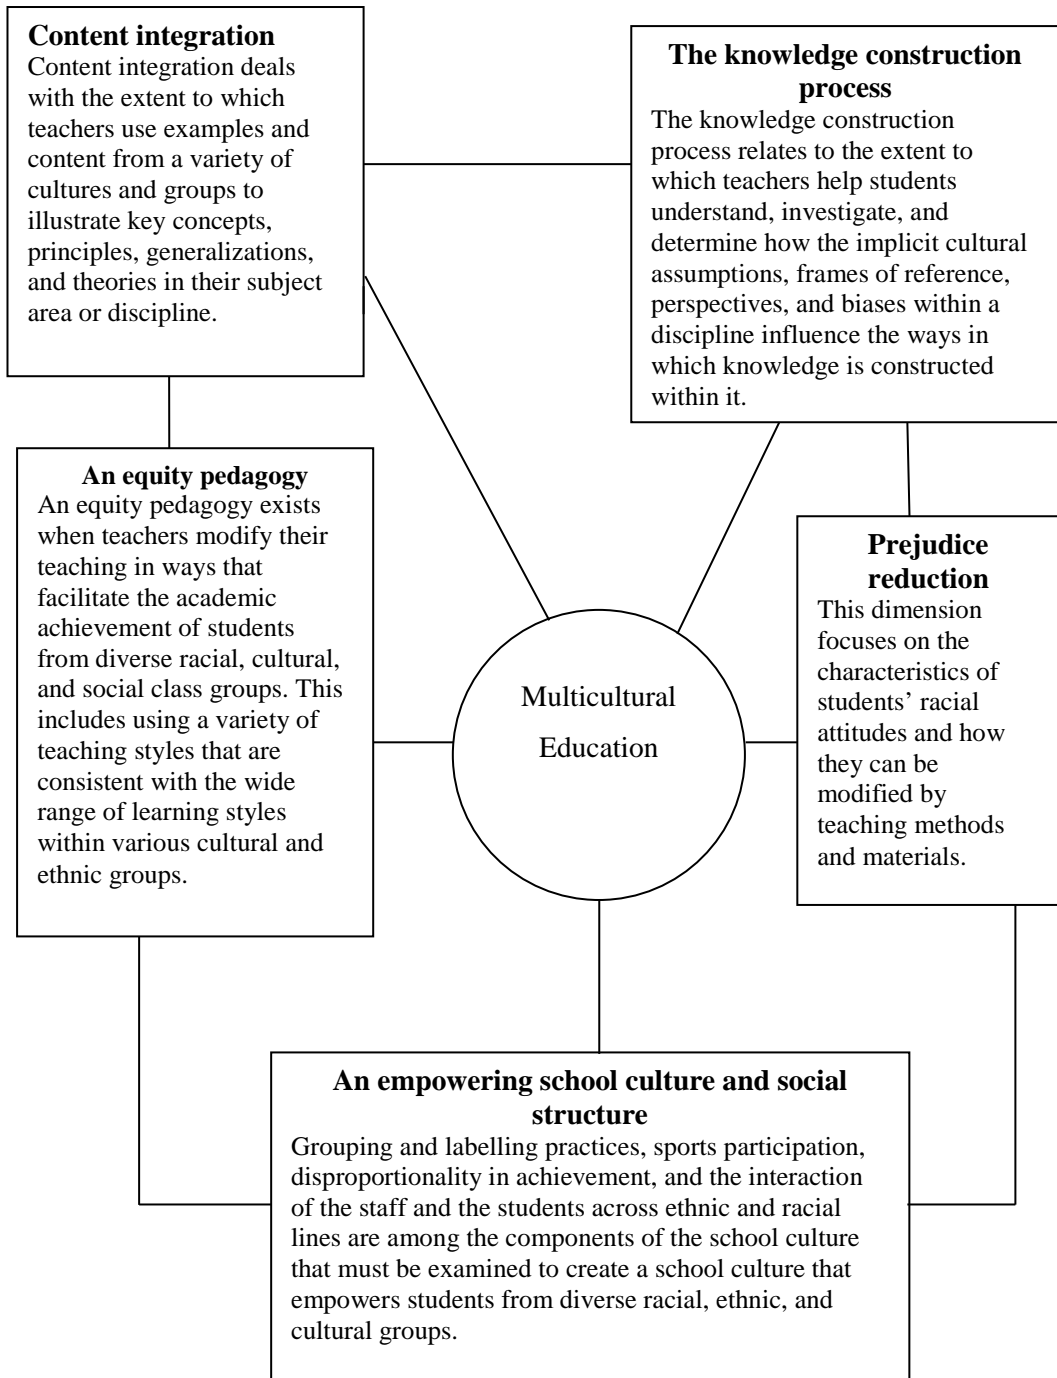 Content integration
Content integration deals
with the extent to which
teachers use examples and
content from a variety of
cultures and groups to
illustrate key concepts,
principles, generalizations,
and theories in their subject
area or discipline.
The knowledge construction
process
The knowledge construction
process relates to the extent to
which teachers help students
understand, investigate, and
determine how the implicit cultural
assumptions, frames of reference,
perspectives, and biases within a
discipline influence the ways in
which knowledge is constructed
within it.
An equity pedagogy
An equity pedagogy exists
when teachers modify their
teaching in ways that
facilitate the academic
achievement of students
from diverse racial, cultural,
and social class groups. This
includes using a variety of
teaching styles that are
consistent with the wide
range of learning styles
within various cultural and
ethnic groups.
Multicultural
Education
Prejudice
reduction
This dimension
focuses on the
characteristics of
students’ racial
attitudes and how
they can be
modified by
teaching methods
and materials.
An empowering school culture and social
structure
Grouping and labelling practices, sports participation,
disproportionality in achievement, and the interaction
of the staff and the students across ethnic and racial
lines are among the components of the school culture
that must be examined to create a school culture that
empowers students from diverse racial, ethnic, and
cultural groups.